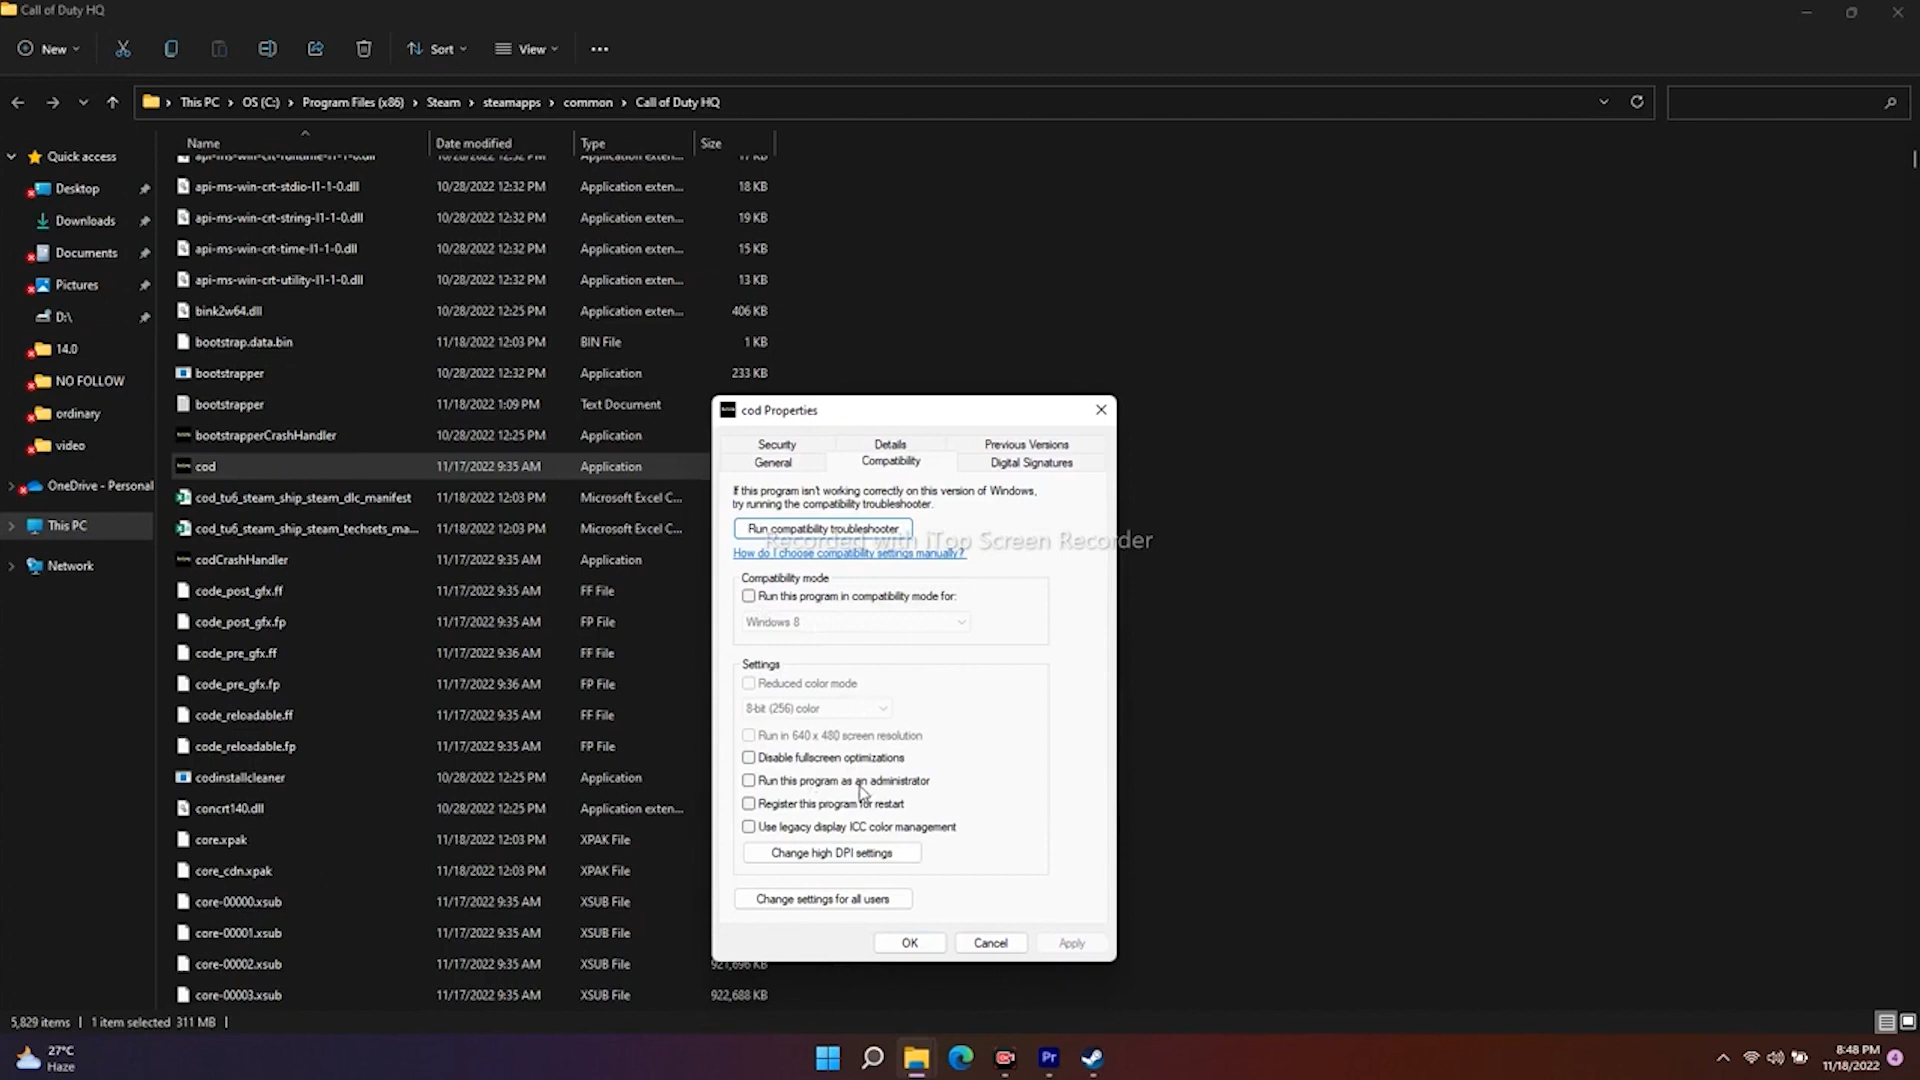 Call of Duty HQ
New
Sort
View
This PC > OS (C:) > Program Files (x86) > Steam > steamapps > common > Call of Duty HQ
Name Date modified Type Size
Quick access
Desktop
Downloads
Documents
Pictures
D:\
14.0
NO FOLLOW
ordinary
video
OneDrive - Personal
This PC
Network
api-ms-win-crt-runtime-l1-1-0.dll 10/28/2022 12:32 PM Application exten... 17 KB
api-ms-win-crt-stdio-l1-1-0.dll 10/28/2022 12:32 PM Application exten... 18 KB
api-ms-win-crt-string-l1-1-0.dll 10/28/2022 12:32 PM Application exten... 19 KB
api-ms-win-crt-time-l1-1-0.dll 10/28/2022 12:32 PM Application exten... 15 KB
api-ms-win-crt-utility-l1-1-0.dll 10/28/2022 12:32 PM Application exten... 13 KB
bink2w64.dll 10/28/2022 12:25 PM Application exten... 406 KB
bootstrap.data.bin 11/18/2022 12:03 PM BIN File 1 KB
bootstrapper 10/28/2022 12:32 PM Application 233 KB
bootstrapper 11/18/2022 1:09 PM Text Document
bootstrapperCrashHandler 10/28/2022 12:25 PM Application
cod 11/17/2022 9:35 AM Application
cod_tu6_steam_ship_steam_dlc_manifest 11/18/2022 12:03 PM Microsoft Excel C...
cod_tu6_steam_ship_steam_techsets_ma... 11/18/2022 12:03 PM Microsoft Excel C...
codCrashHandler 11/17/2022 9:35 AM Application
code_post_gfx.ff 11/17/2022 9:35 AM FF File
code_post_gfx.fp 11/17/2022 9:35 AM FP File
code_pre_gfx.ff 11/17/2022 9:36 AM FF File
code_pre_gfx.fp 11/17/2022 9:36 AM FP File
code_reloadable.ff 11/17/2022 9:35 AM FF File
code_reloadable.fp 11/17/2022 9:35 AM FP File
codinstallcleaner 10/28/2022 12:25 PM Application
concrt140.dll 10/28/2022 12:25 PM Application exten...
core.xpak 11/18/2022 12:03 PM XPAK File
core_cdn.xpak 11/18/2022 12:03 PM XPAK File
core-00000.xsub 11/17/2022 9:35 AM XSUB File
core-00001.xsub 11/17/2022 9:35 AM XSUB File
core-00002.xsub 11/17/2022 9:35 AM XSUB File 921,696 KB
core-00003.xsub 11/17/2022 9:35 AM XSUB File 922,688 KB
cod Properties
Security Details Previous Versions
General Compatibility Digital Signatures
If this program isn't working correctly on this version of Windows,
try running the compatibility troubleshooter.
Run compatibility troubleshooter
Recorded with iTop Screen Recorder
How do I choose compatibility settings manually?
Compatibility mode
Run this program in compatibility mode for:
Windows 8
Settings
Reduced color mode
8-bit (256) color
Run in 640 x 480 screen resolution
Disable fullscreen optimizations
Run this program as an administrator
Register this program for restart
Use legacy display ICC color management
Change high DPI settings
Change settings for all users
OK Cancel Apply
5,829 items | 1 item selected 311 MB |
27°C
Haze
Pr
8:48 PM
11/18/2022
4